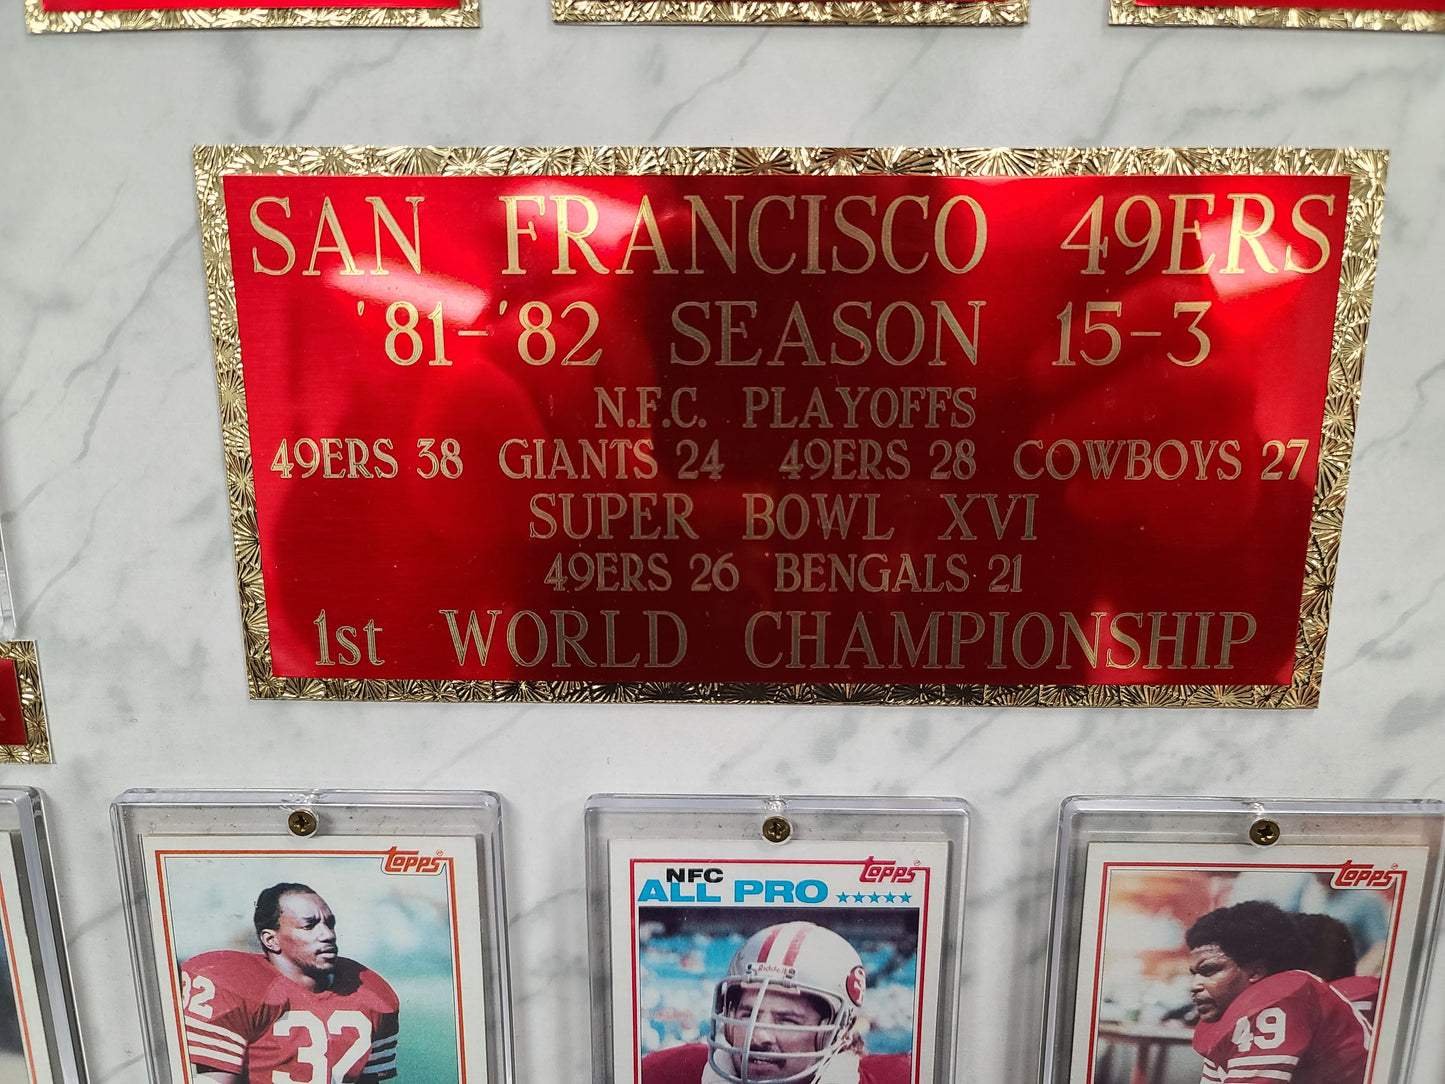 SAN FRANCISCO 49ERS
'81-'82 SEASON 15-3
N.F.C. PLAYOFFS
49ERS 38 GIANTS 24 49ERS 28 COWBOYS 27
SUPER BOWL XVI
49ERS 26 BENGALS 21
1st WORLD CHAMPIONSHIP
topps
NFC
ALL PRO
topps
Riddell
topps
32
32
49